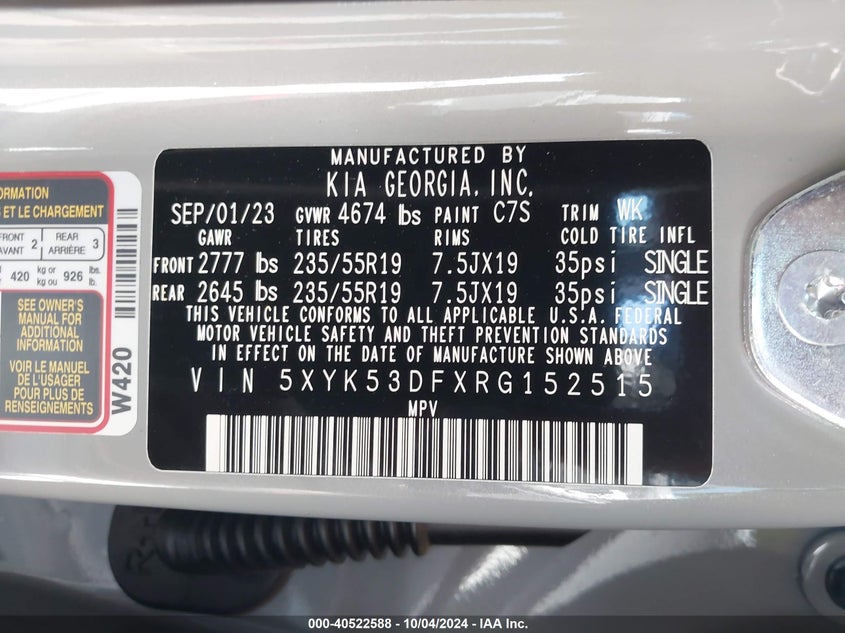 ORMATION
S ET LE CHARGEMENT
FRONT
AVANT 2 REAR
ARRIÈRE 3
420 kg or
kg ou 926 lbs.
lb.
SEE OWNER'S
MANUAL FOR
ADDITIONAL
INFORMATION
VOIR LE MANUEL
DE L'USAGER
POUR PLUS DE
RENSEIGNEMENTS
W420
MANUFACTURED BY
KIA GEORGIA, INC,
SEP/01/23 GVWR 4674 lbs PAINT C7S TRIM WK
GAWR TIRES RIMS COLD TIRE INFL
FRONT 2777 lbs 235/55R19 7.5JX19 35psi SINGLE
REAR 2645 lbs 235/55R19 7.5JX19 35psi SINGLE
THIS VEHICLE CONFORMS TO ALL APPLICABLE U.S.A. FEDERAL
MOTOR VEHICLE SAFETY AND THEFT PREVENTION STANDARDS
IN EFFECT ON THE DATE OF MANUFACTURE SHOWN ABOVE
VIN 5XYK53DFXRG152515
MPV
000-40522588 - 10/04/2024 - IAA Inc.